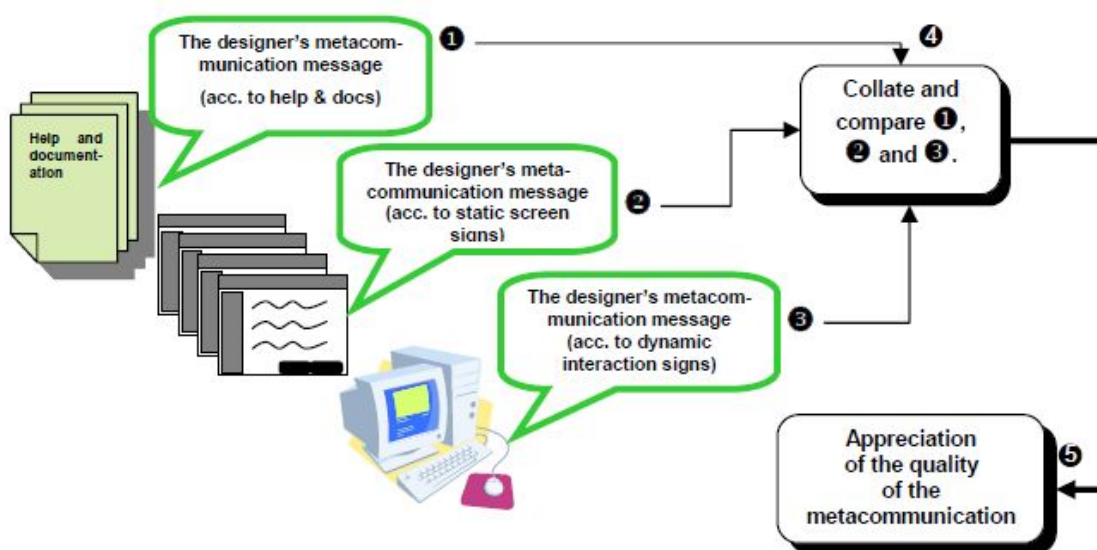 The designer's metacom-
munication message
(acc. to help & docs)
❶
Help and
document-
ation
The designer's meta-
communication message
(acc. to static screen
signs)
❷
The designer's metacom-
munication message
(acc. to dynamic
interaction signs)
❸
❹
Collate and
compare ❶,
❷ and ❸.
Appreciation
of the quality
of the
metacommunication
❺